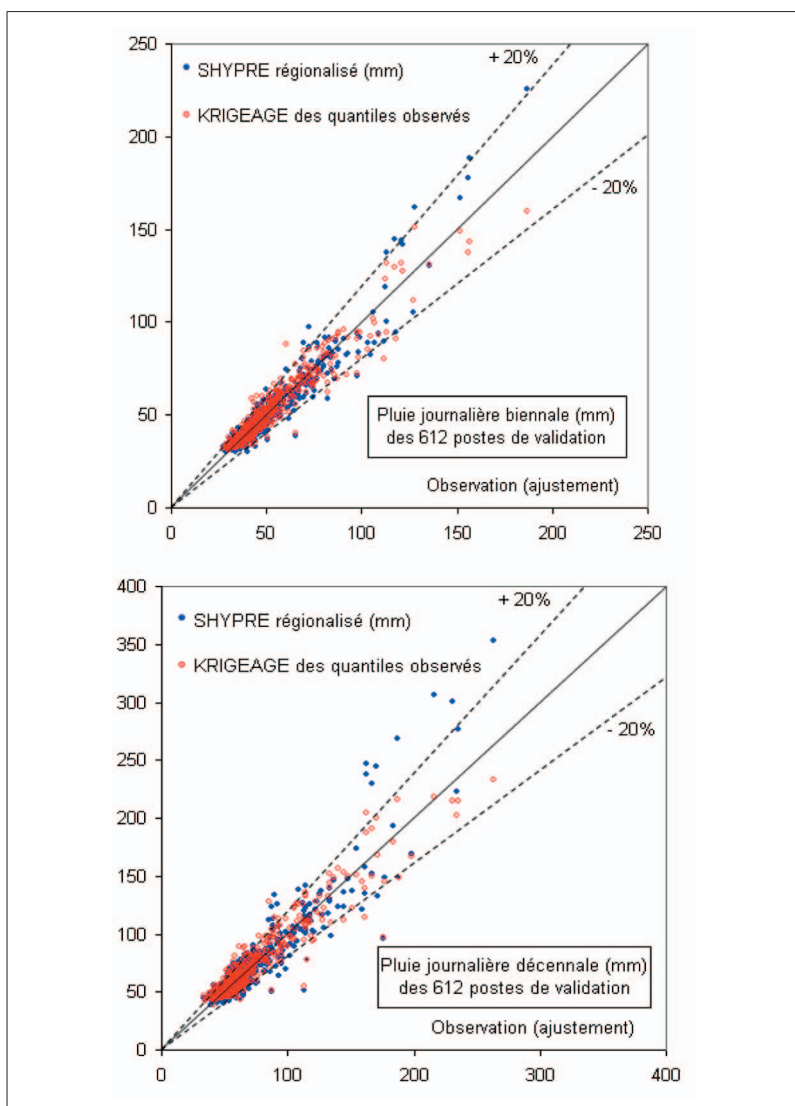 250
200
150
100
50
0
SHYPRE régionalisé (mm)
KRIGEAGE des quantiles observés
+ 20%
- 20%
Pluie journalière biennale (mm)
des 612 postes de validation
Observation (ajustement)
0 50 100 150 200 250
400
350
300
250
200
150
100
50
0
SHYPRE régionalisé (mm)
KRIGEAGE des quantiles observés
+ 20%
- 20%
Pluie journalière décennale (mm)
des 612 postes de validation
Observation (ajustement)
0 100 200 300 400